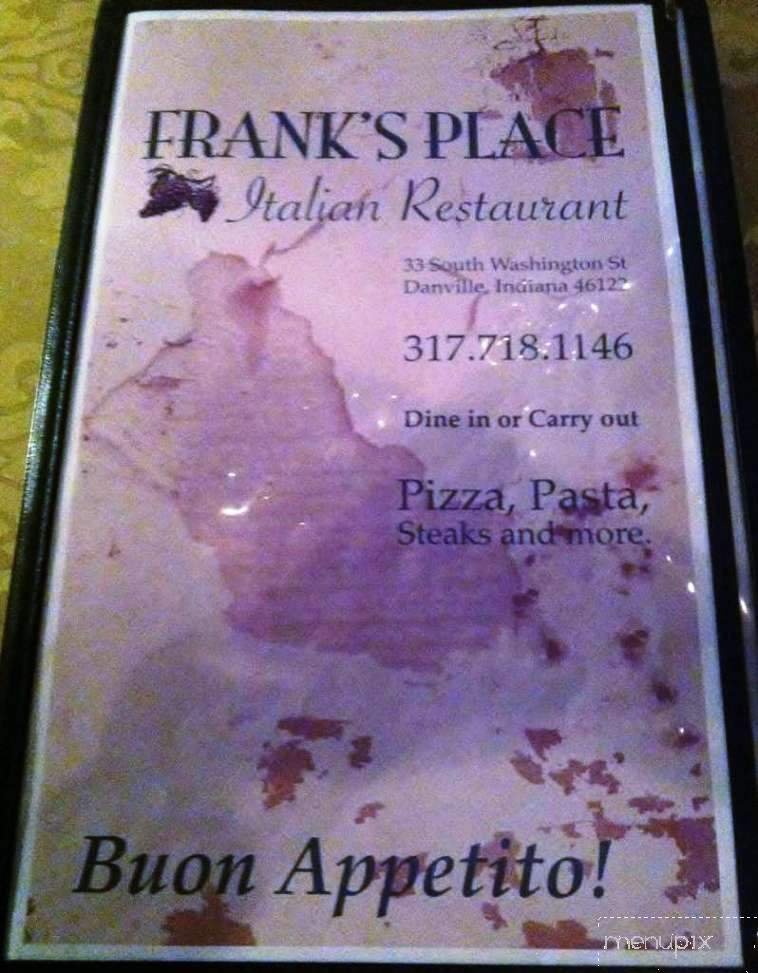 FRANK'S PLACE
Italian Restaurant
33 South Washington St
Danville, Indiana 46122
317.718.1146
Dine in or Carry out
Pizza, Pasta,
Steaks and more.
Buon Appetito!
menupix